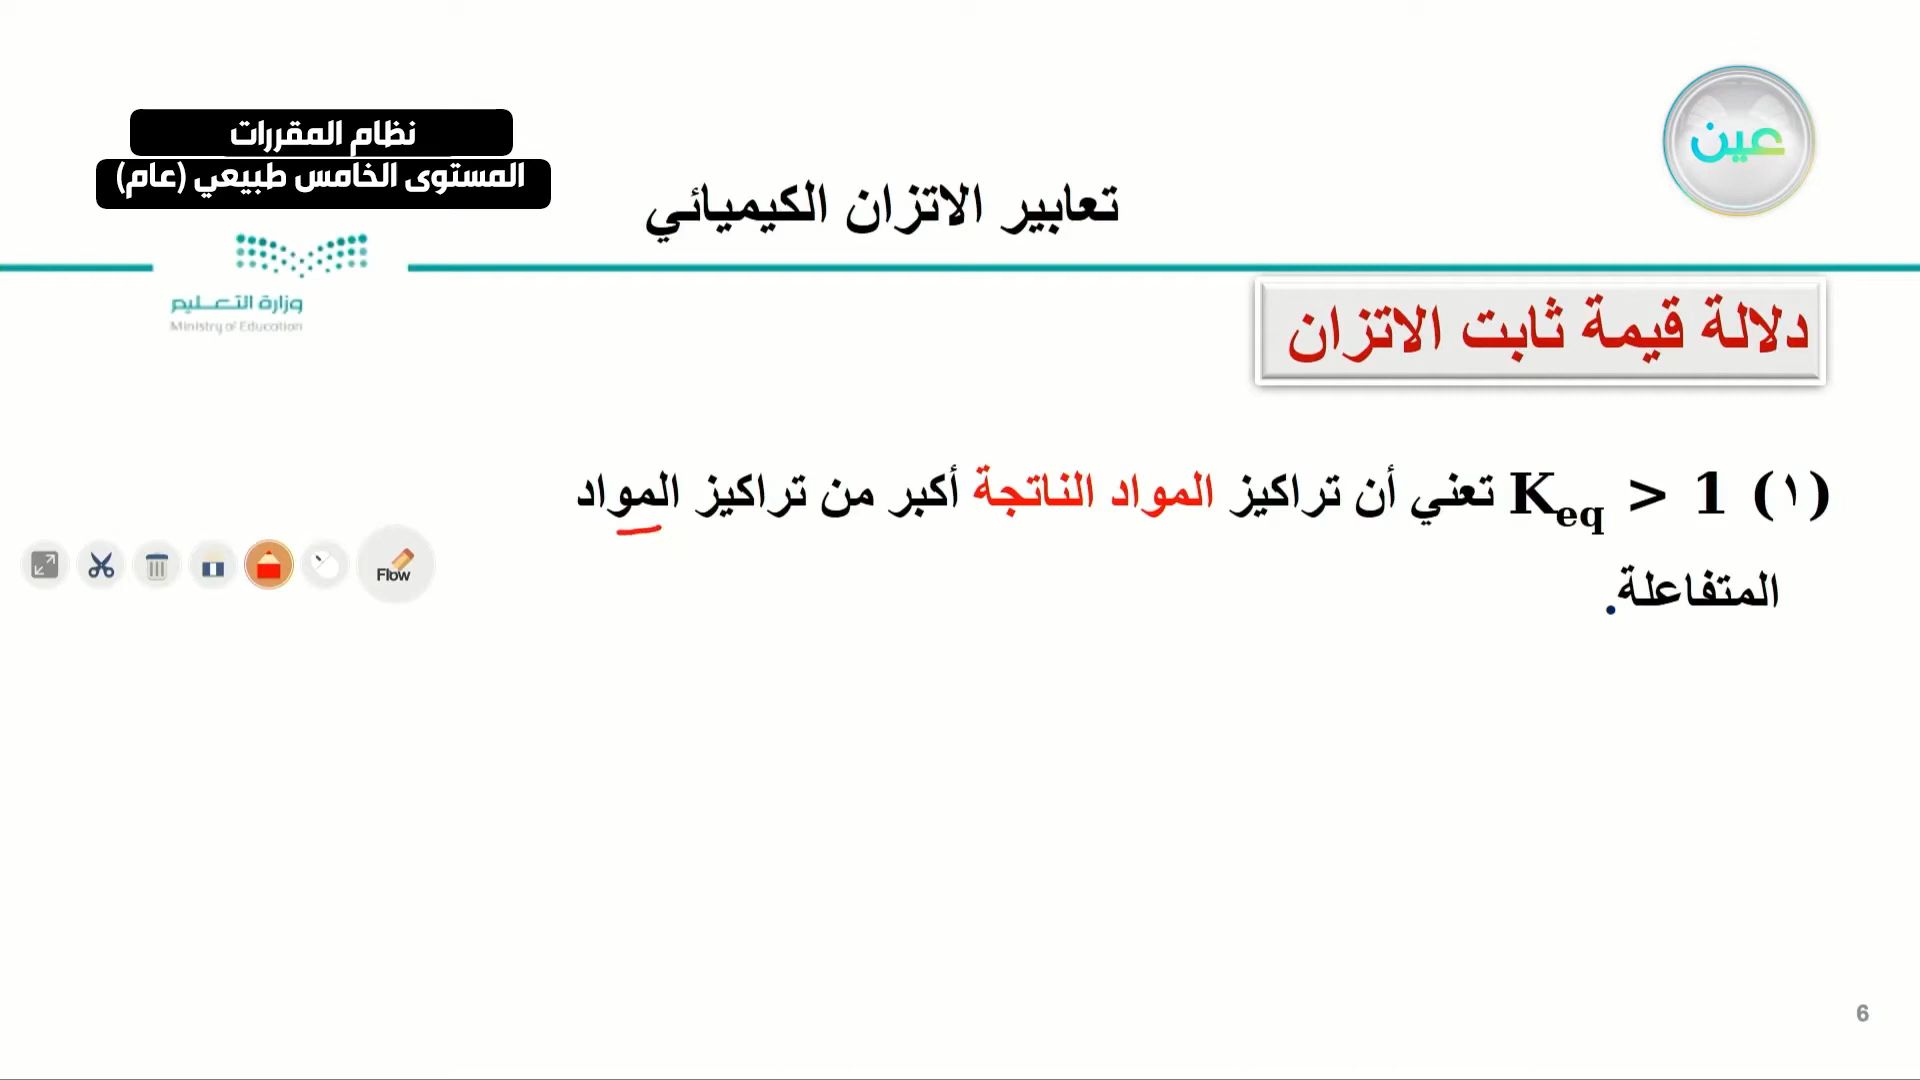 نظام المقررات
المستوى الخامس طبيعي (عام)
عين
تعابير الاتزان الكيميائي
وزارة التعليم
Ministry of Education
دلالة قيمة ثابت الاتزان
(١) Keq > 1 تعني أن تراكيز المواد الناتجة أكبر من تراكيز المواد
المتفاعلة.
Flow
6